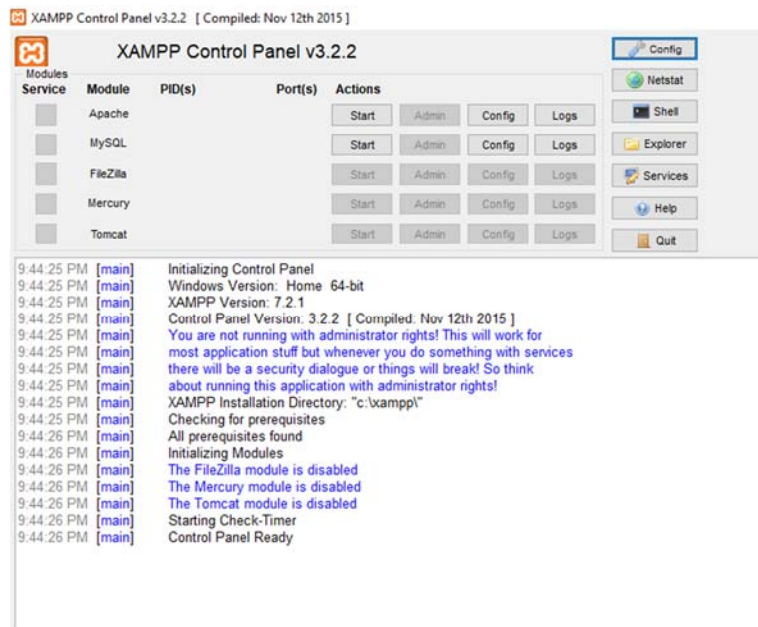 XAMPP Control Panel v3.2.2 [ Compiled: Nov 12th 2015 ]
XAMPP Control Panel v3.2.2
Config
Modules
Service Module PID(s) Port(s) Actions
Netstat
Apache Start Admin Config Logs
Shell
MySQL Start Admin Config Logs
Explorer
FileZilla Start Admin Config Logs
Services
Mercury Start Admin Config Logs
Help
Tomcat Start Admin Config Logs
Quit
9:44:25 PM [main] Initializing Control Panel
9:44:25 PM [main] Windows Version: Home 64-bit
9:44:25 PM [main] XAMPP Version: 7.2.1
9:44:25 PM [main] Control Panel Version: 3.2.2 [ Compiled: Nov 12th 2015 ]
9:44:25 PM [main] You are not running with administrator rights! This will work for
9:44:25 PM [main] most application stuff but whenever you do something with services
9:44:25 PM [main] there will be a security dialogue or things will break! So think
9:44:25 PM [main] about running this application with administrator rights!
9:44:25 PM [main] XAMPP Installation Directory: "c:\xampp\"
9:44:25 PM [main] Checking for prerequisites
9:44:26 PM [main] All prerequisites found
9:44:26 PM [main] Initializing Modules
9:44:26 PM [main] The FileZilla module is disabled
9:44:26 PM [main] The Mercury module is disabled
9:44:26 PM [main] The Tomcat module is disabled
9:44:26 PM [main] Starting Check-Timer
9:44:26 PM [main] Control Panel Ready